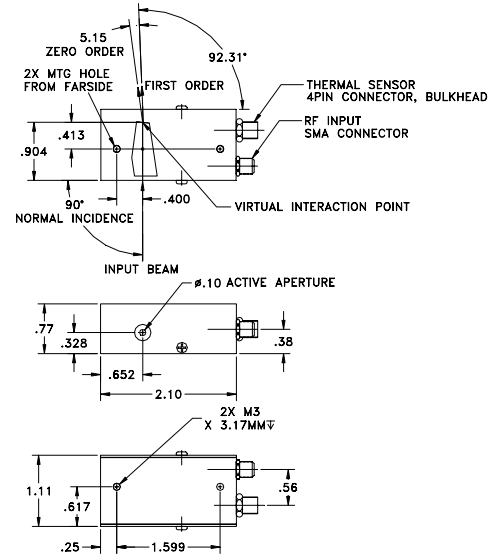 5.15
ZERO ORDER
92.31°
2X MTG HOLE
FROM FARSIDE
FIRST ORDER
THERMAL SENSOR
4PIN CONNECTOR, BULKHEAD
RF INPUT
SMA CONNECTOR
.413
.904
90°
NORMAL INCIDENCE
.400
VIRTUAL INTERACTION POINT
INPUT BEAM
ø.10 ACTIVE APERTURE
.77
.328
.38
.652
2.10
2X M3
X 3.17MM↧
1.11
.617
.56
.25
1.599